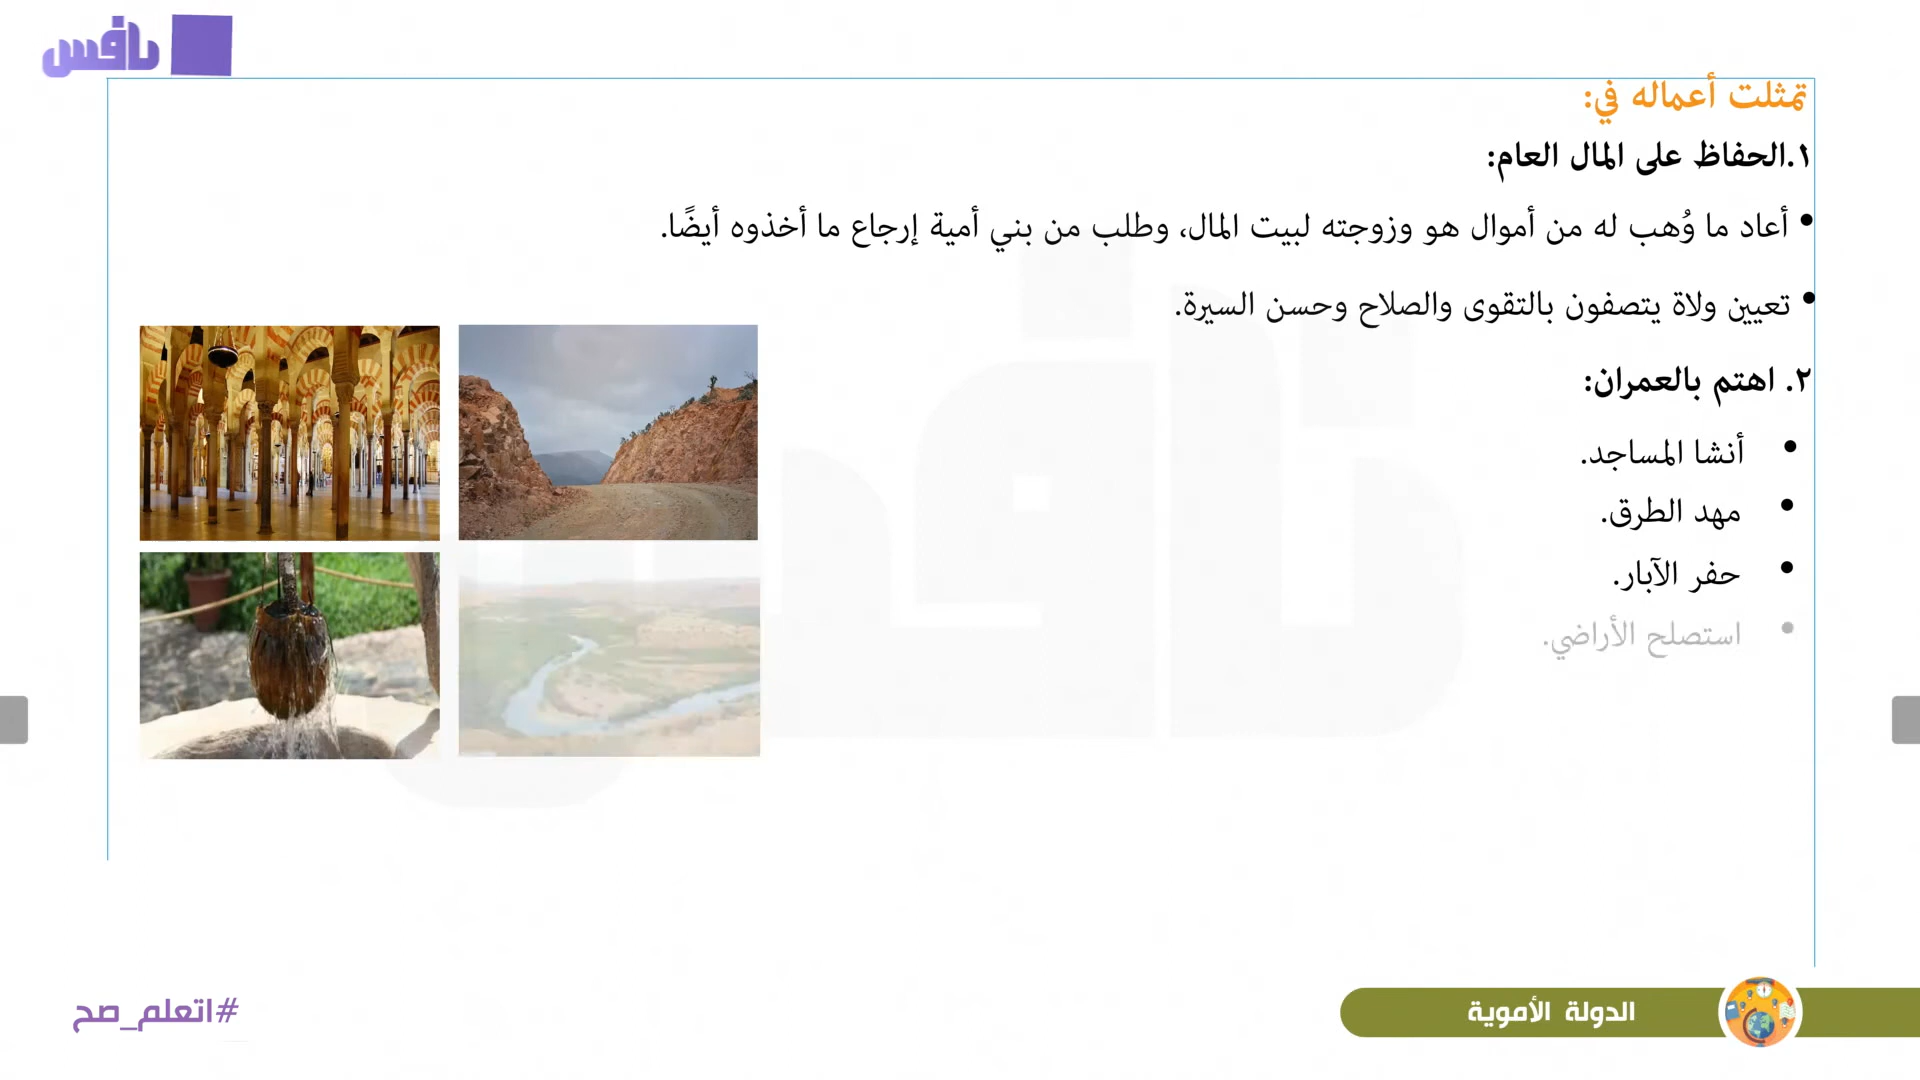 نافس
تمثلت أعماله في:
١.الحفاظ على المال العام:
• أعاد ما وُهب له من أموال هو وزوجته لبيت المال، وطلب من بني أمية إرجاع ما أخذوه أيضًا.
• تعيين ولاة يتصفون بالتقوى والصلاح وحسن السيرة.
٢. اهتم بالعمران:
• أنشا المساجد.
• مهد الطرق.
• حفر الآبار.
• استصلح الأراضي.
الدولة الأموية
#اتعلم_صح